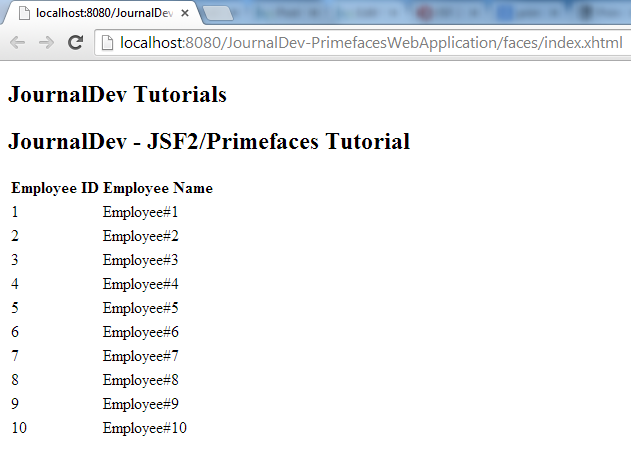 localhost:8080/JournalDev
localhost:8080/JournalDev-PrimefacesWebApplication/faces/index.xhtml
JournalDev Tutorials
JournalDev - JSF2/Primefaces Tutorial
Employee ID Employee Name
1 Employee#1
2 Employee#2
3 Employee#3
4 Employee#4
5 Employee#5
6 Employee#6
7 Employee#7
8 Employee#8
9 Employee#9
10 Employee#10